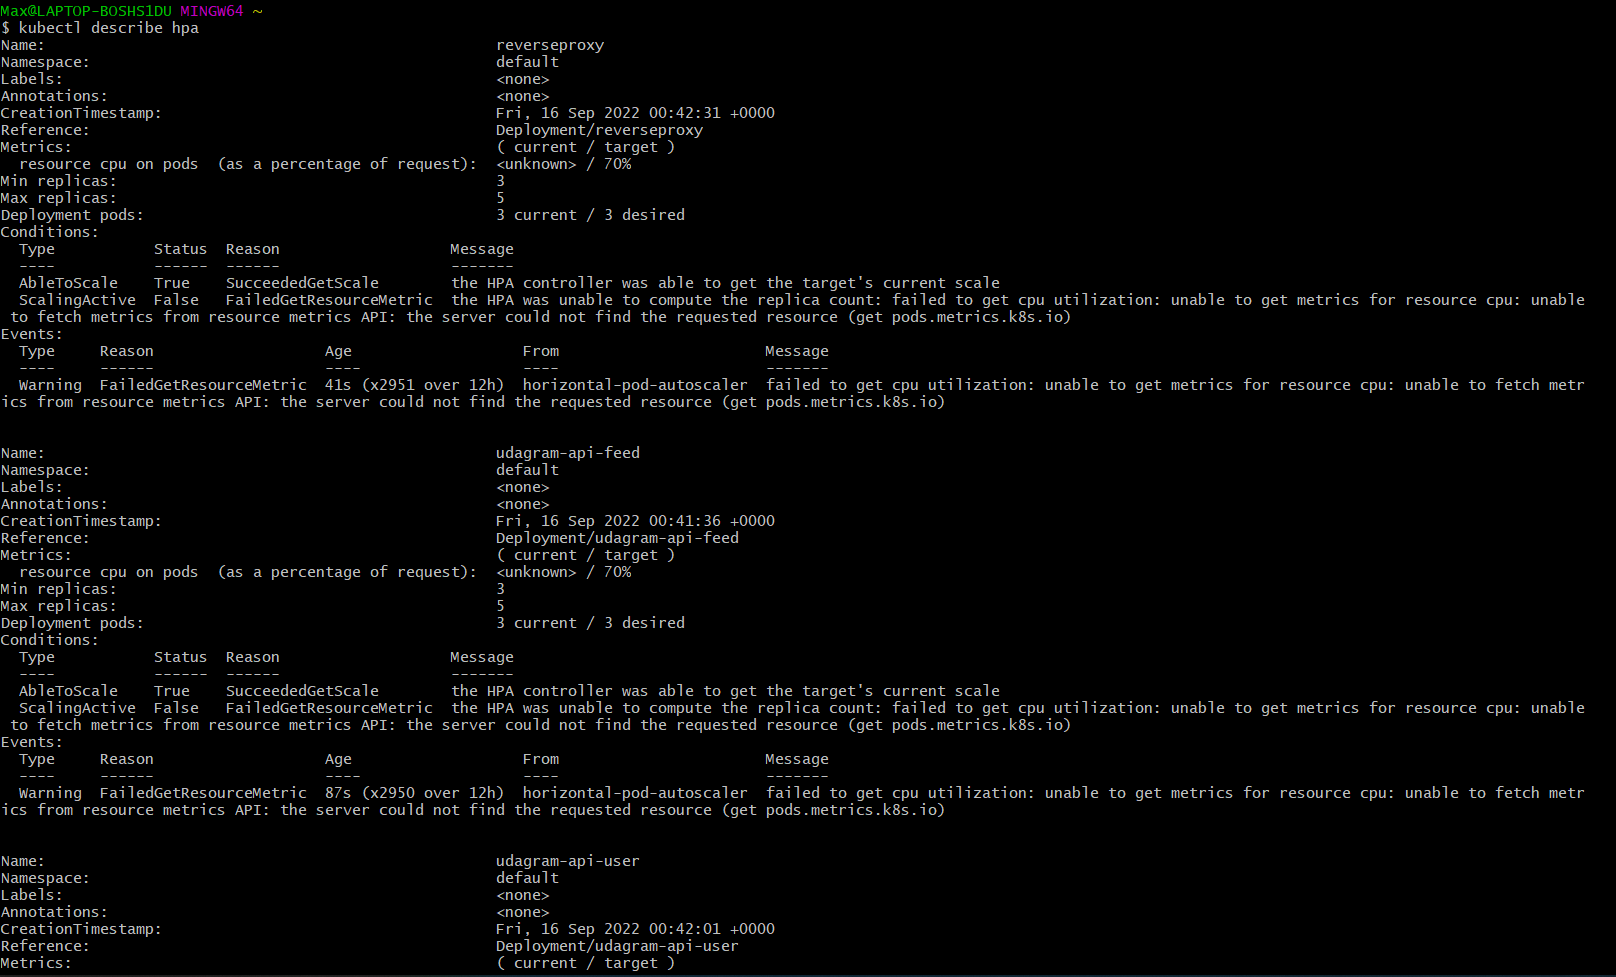 Max@LAPTOP-BOSHS1DU MINGW64 ~
$ kubectl describe hpa
Name:                                                  reverseproxy
Namespace:                                             default
Labels:                                                <none>
Annotations:                                           <none>
CreationTimestamp:                                     Fri, 16 Sep 2022 00:42:31 +0000
Reference:                                             Deployment/reverseproxy
Metrics:                                               ( current / target )
  resource cpu on pods  (as a percentage of request):  <unknown> / 70%
Min replicas:                                          3
Max replicas:                                          5
Deployment pods:                                       3 current / 3 desired
Conditions:
  Type           Status  Reason                   Message
  ----           ------  ------                   -------
  AbleToScale    True    SucceededGetScale        the HPA controller was able to get the target's current scale
  ScalingActive  False   FailedGetResourceMetric  the HPA was unable to compute the replica count: failed to get cpu utilization: unable to get metrics for resource cpu: unable
 to fetch metrics from resource metrics API: the server could not find the requested resource (get pods.metrics.k8s.io)
Events:
  Type     Reason                   Age                   From                       Message
  ----     ------                   ----                  ----                       -------
  Warning  FailedGetResourceMetric  41s (x2951 over 12h)  horizontal-pod-autoscaler  failed to get cpu utilization: unable to get metrics for resource cpu: unable to fetch metr
ics from resource metrics API: the server could not find the requested resource (get pods.metrics.k8s.io)
Name:                                                  udagram-api-feed
Namespace:                                             default
Labels:                                                <none>
Annotations:                                           <none>
CreationTimestamp:                                     Fri, 16 Sep 2022 00:41:36 +0000
Reference:                                             Deployment/udagram-api-feed
Metrics:                                               ( current / target )
  resource cpu on pods  (as a percentage of request):  <unknown> / 70%
Min replicas:                                          3
Max replicas:                                          5
Deployment pods:                                       3 current / 3 desired
Conditions:
  Type           Status  Reason                   Message
  ----           ------  ------                   -------
  AbleToScale    True    SucceededGetScale        the HPA controller was able to get the target's current scale
  ScalingActive  False   FailedGetResourceMetric  the HPA was unable to compute the replica count: failed to get cpu utilization: unable to get metrics for resource cpu: unable
 to fetch metrics from resource metrics API: the server could not find the requested resource (get pods.metrics.k8s.io)
Events:
  Type     Reason                   Age                   From                       Message
  ----     ------                   ----                  ----                       -------
  Warning  FailedGetResourceMetric  87s (x2950 over 12h)  horizontal-pod-autoscaler  failed to get cpu utilization: unable to get metrics for resource cpu: unable to fetch metr
ics from resource metrics API: the server could not find the requested resource (get pods.metrics.k8s.io)
Name:                                                  udagram-api-user
Namespace:                                             default
Labels:                                                <none>
Annotations:                                           <none>
CreationTimestamp:                                     Fri, 16 Sep 2022 00:42:01 +0000
Reference:                                             Deployment/udagram-api-user
Metrics:                                               ( current / target )